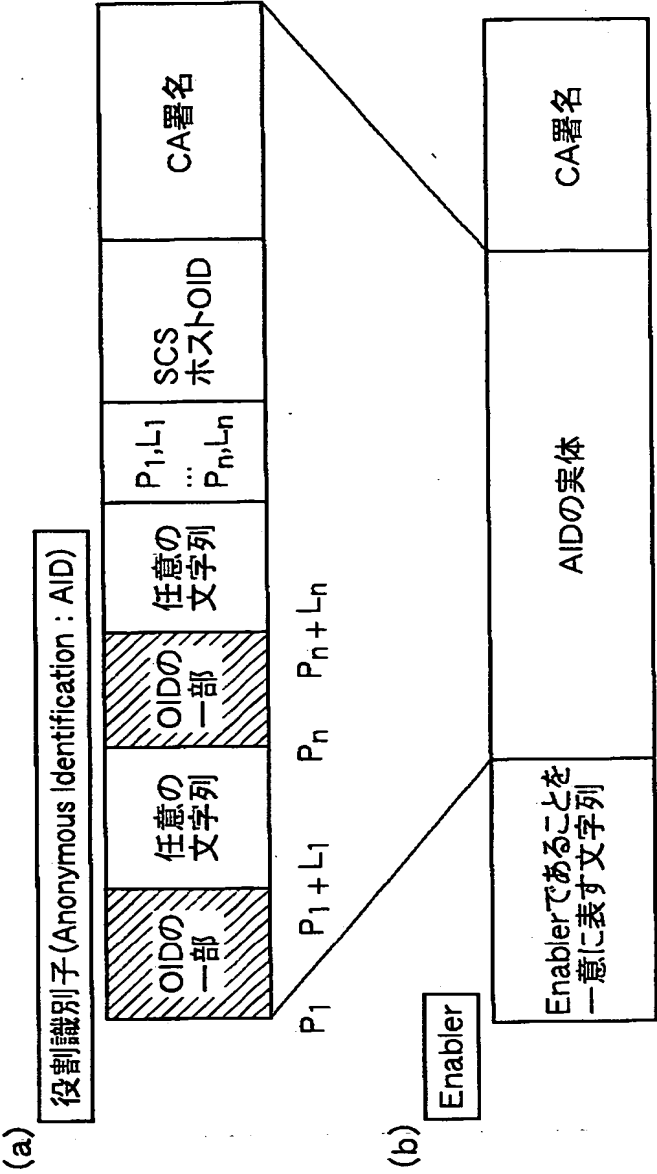 (a)
役割識別子(Anonymous Identification : AID)
OIDの
一部
任意の
文字列
OIDの
一部
任意の
文字列
P₁,L₁
…
Pₙ,Lₙ
SCS
ホストOID
CA署名
P₁
P₁+L₁
Pₙ
Pₙ+Lₙ
(b)
Enabler
Enablerであることを
一意に表す文字列
AIDの実体
CA署名